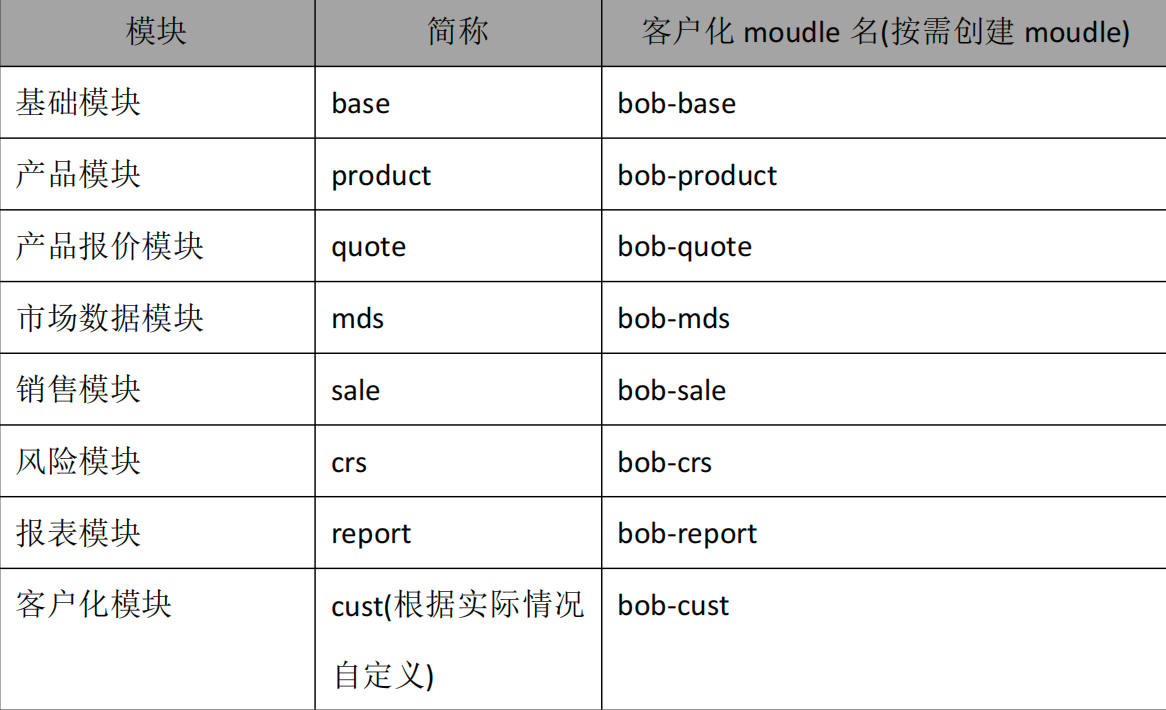 模块 简称 客户化 moudle 名(按需创建 moudle)
基础模块 base bob-base
产品模块 product bob-product
产品报价模块 quote bob-quote
市场数据模块 mds bob-mds
销售模块 sale bob-sale
风险模块 crs bob-crs
报表模块 report bob-report
客户化模块 cust(根据实际情况 bob-cust
自定义)